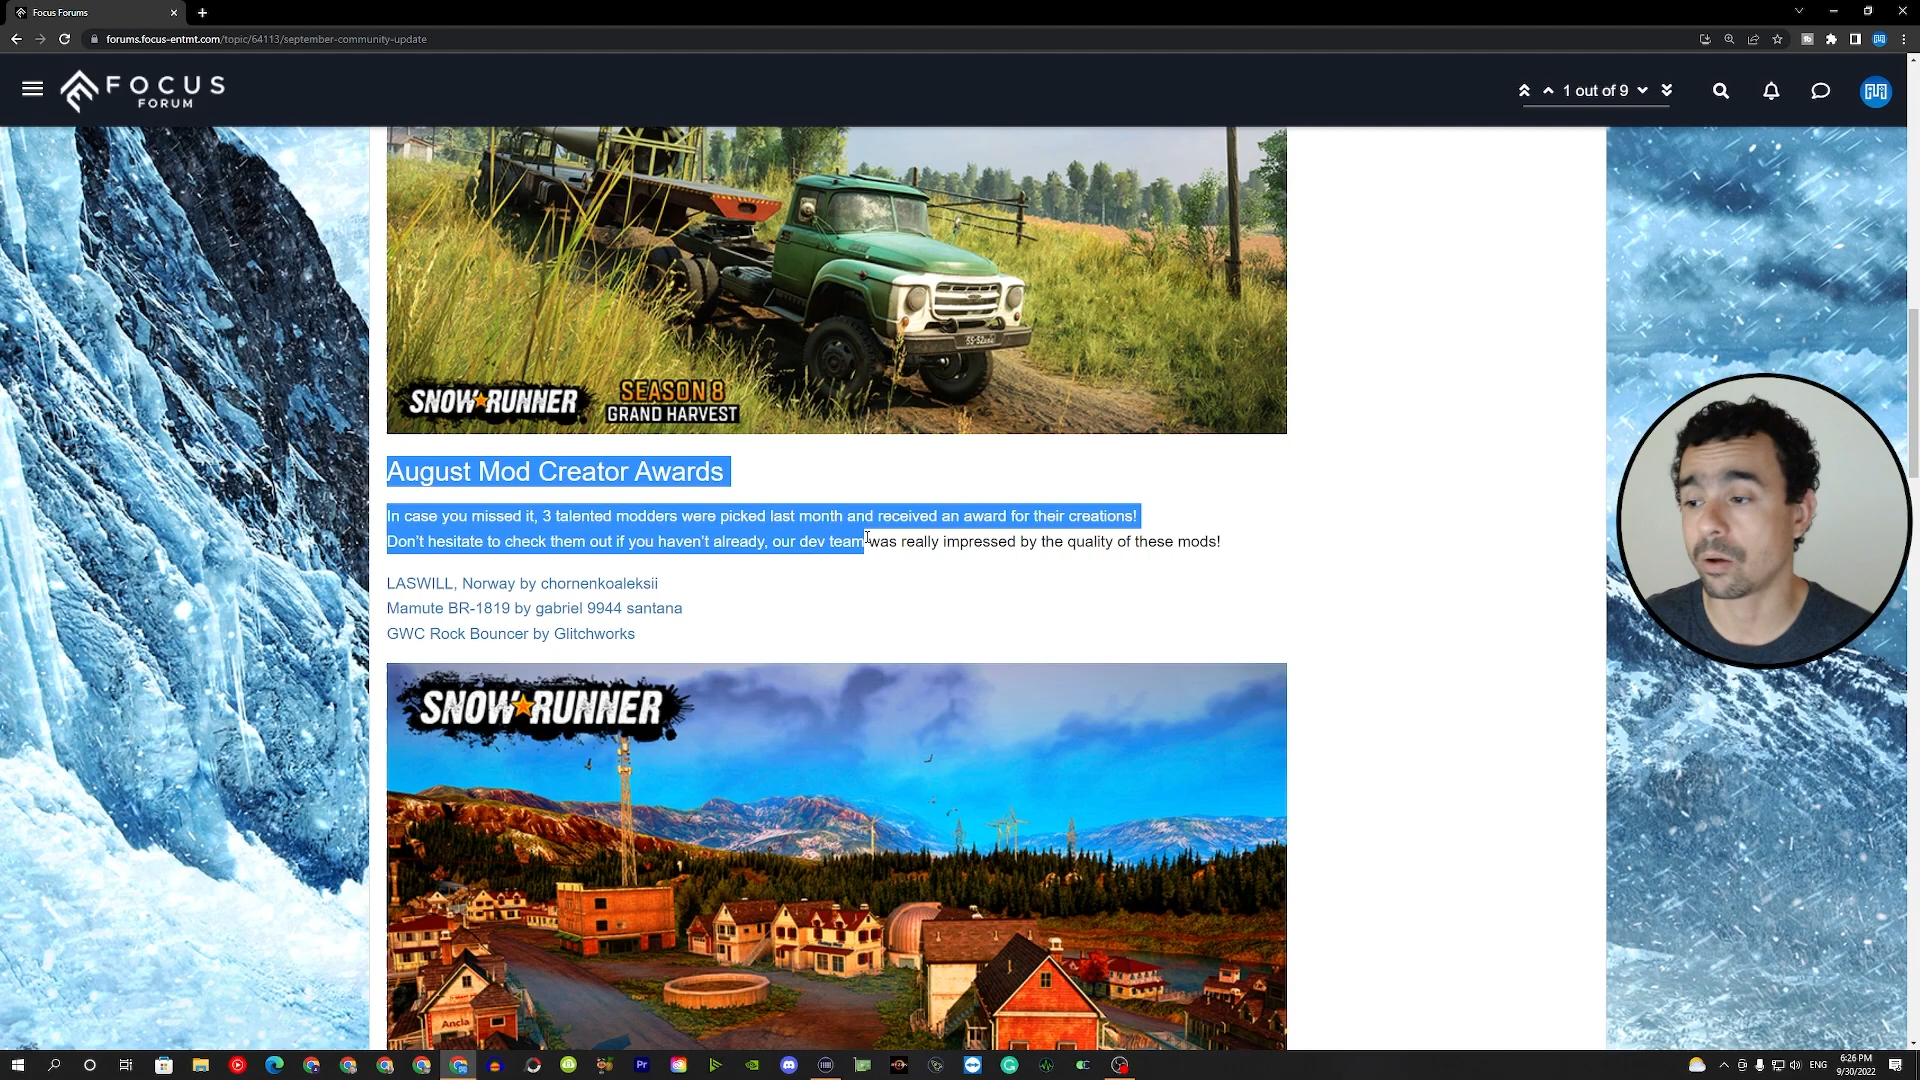 Focus Forums
forums.focus-entmt.com/topic/64113/september-community-update
FOCUS
FORUM
1 out of 9
55-52
SNOWRUNNER
SEASON 8
GRAND HARVEST
August Mod Creator Awards
In case you missed it, 3 talented modders were picked last month and received an award for their creations!
Don't hesitate to check them out if you haven't already, our dev team was really impressed by the quality of these mods!
LASWILL, Norway by chornenkoaleksii
Mamute BR-1819 by gabriel 9944 santana
GWC Rock Bouncer by Glitchworks
SNOWRUNNER
Ancia
Pr
ENG
6:26 PM
9/30/2022